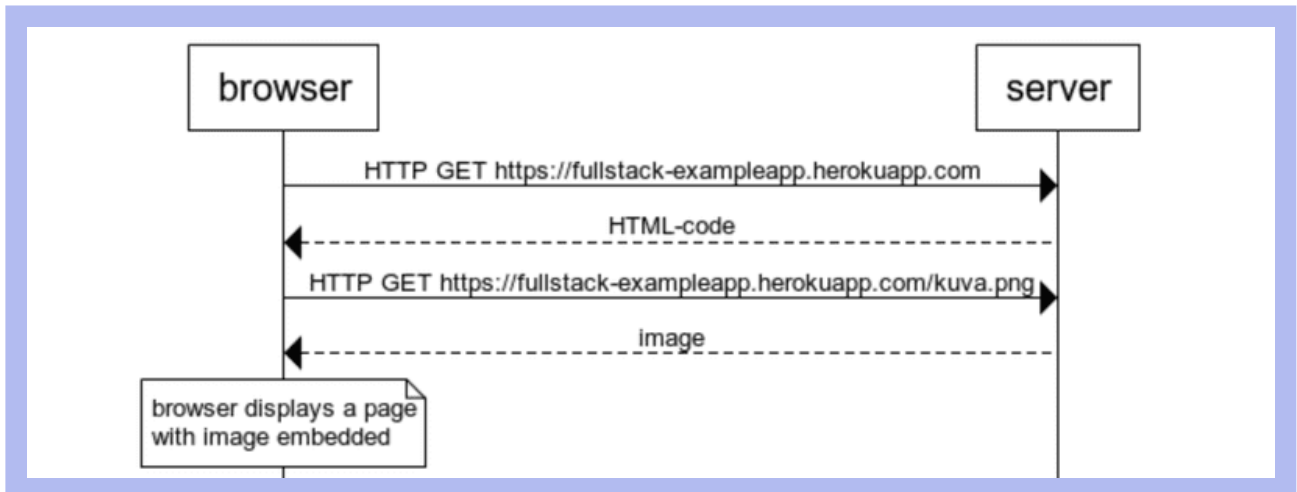 browser
server
HTTP GET https://fullstack-exampleapp.herokuapp.com
HTML-code
HTTP GET https://fullstack-exampleapp.herokuapp.com/kuva.png
image
browser displays a page
with image embedded